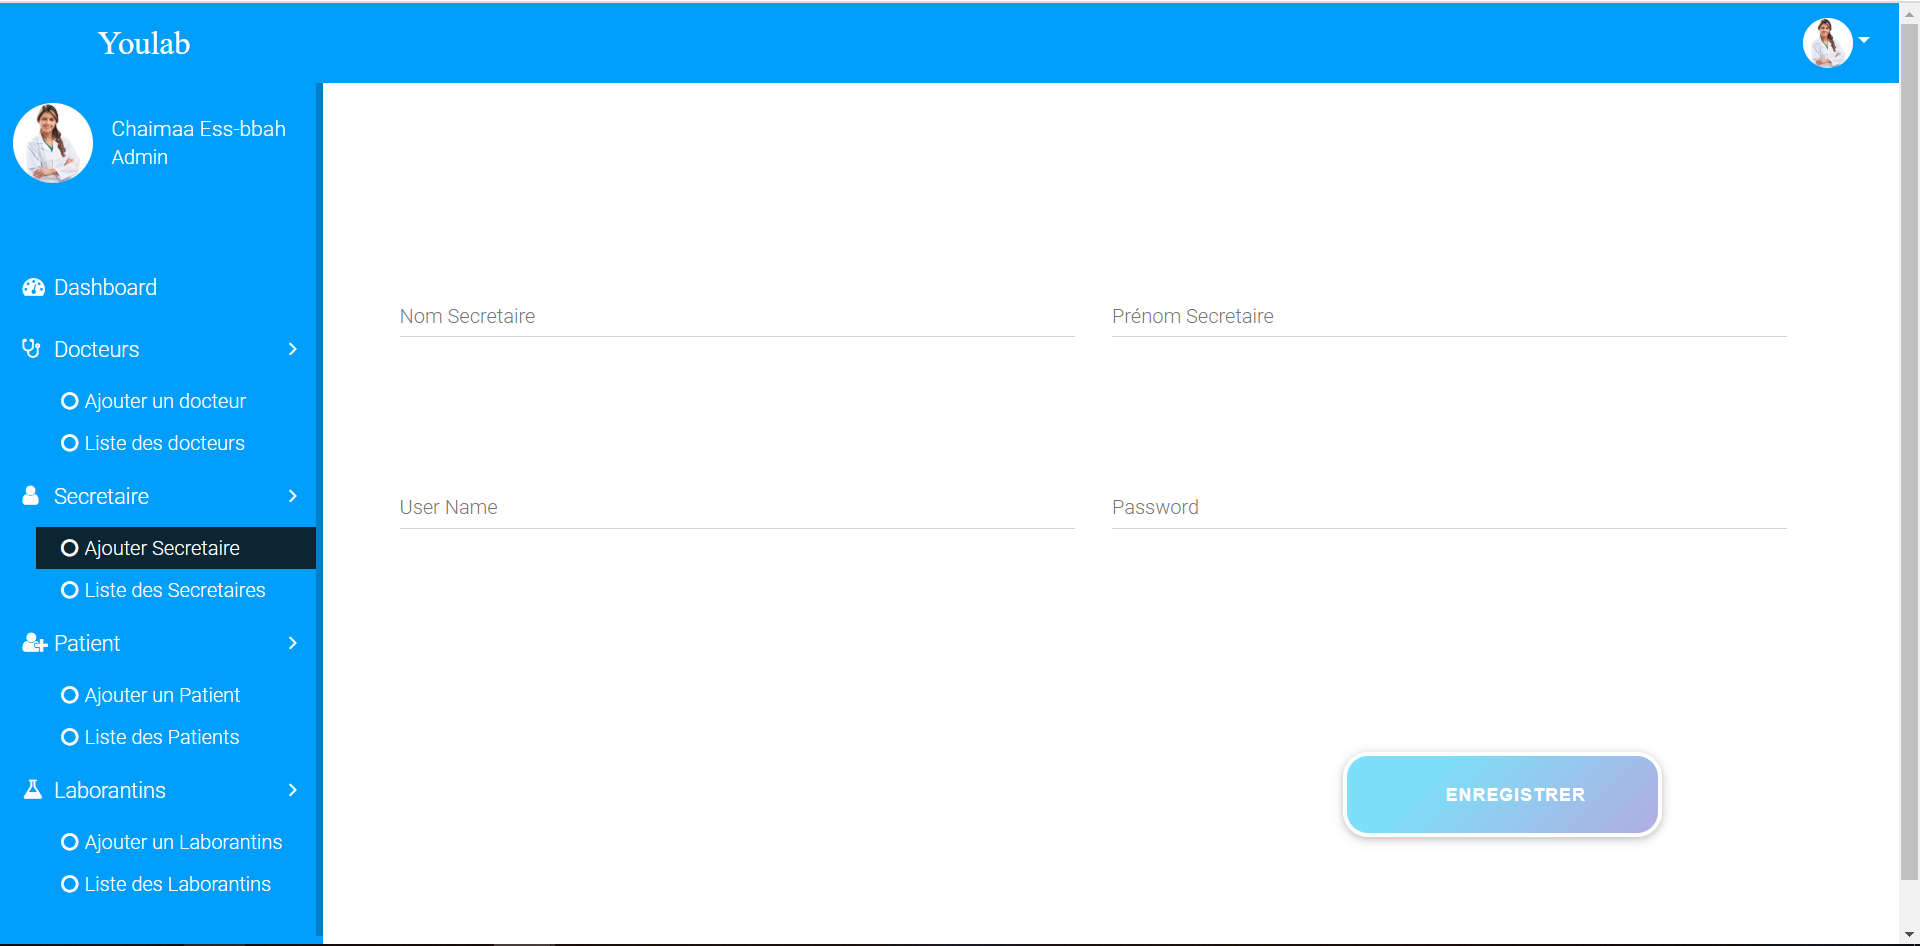 Youlab
Chaimaa Ess-bbah
Admin
Dashboard
Docteurs
Ajouter un docteur
Liste des docteurs
Secretaire
Ajouter Secretaire
Liste des Secretaires
Patient
Ajouter un Patient
Liste des Patients
Laborantins
Ajouter un Laborantins
Liste des Laborantins
Nom Secretaire
Prénom Secretaire
User Name
Password
ENREGISTRER